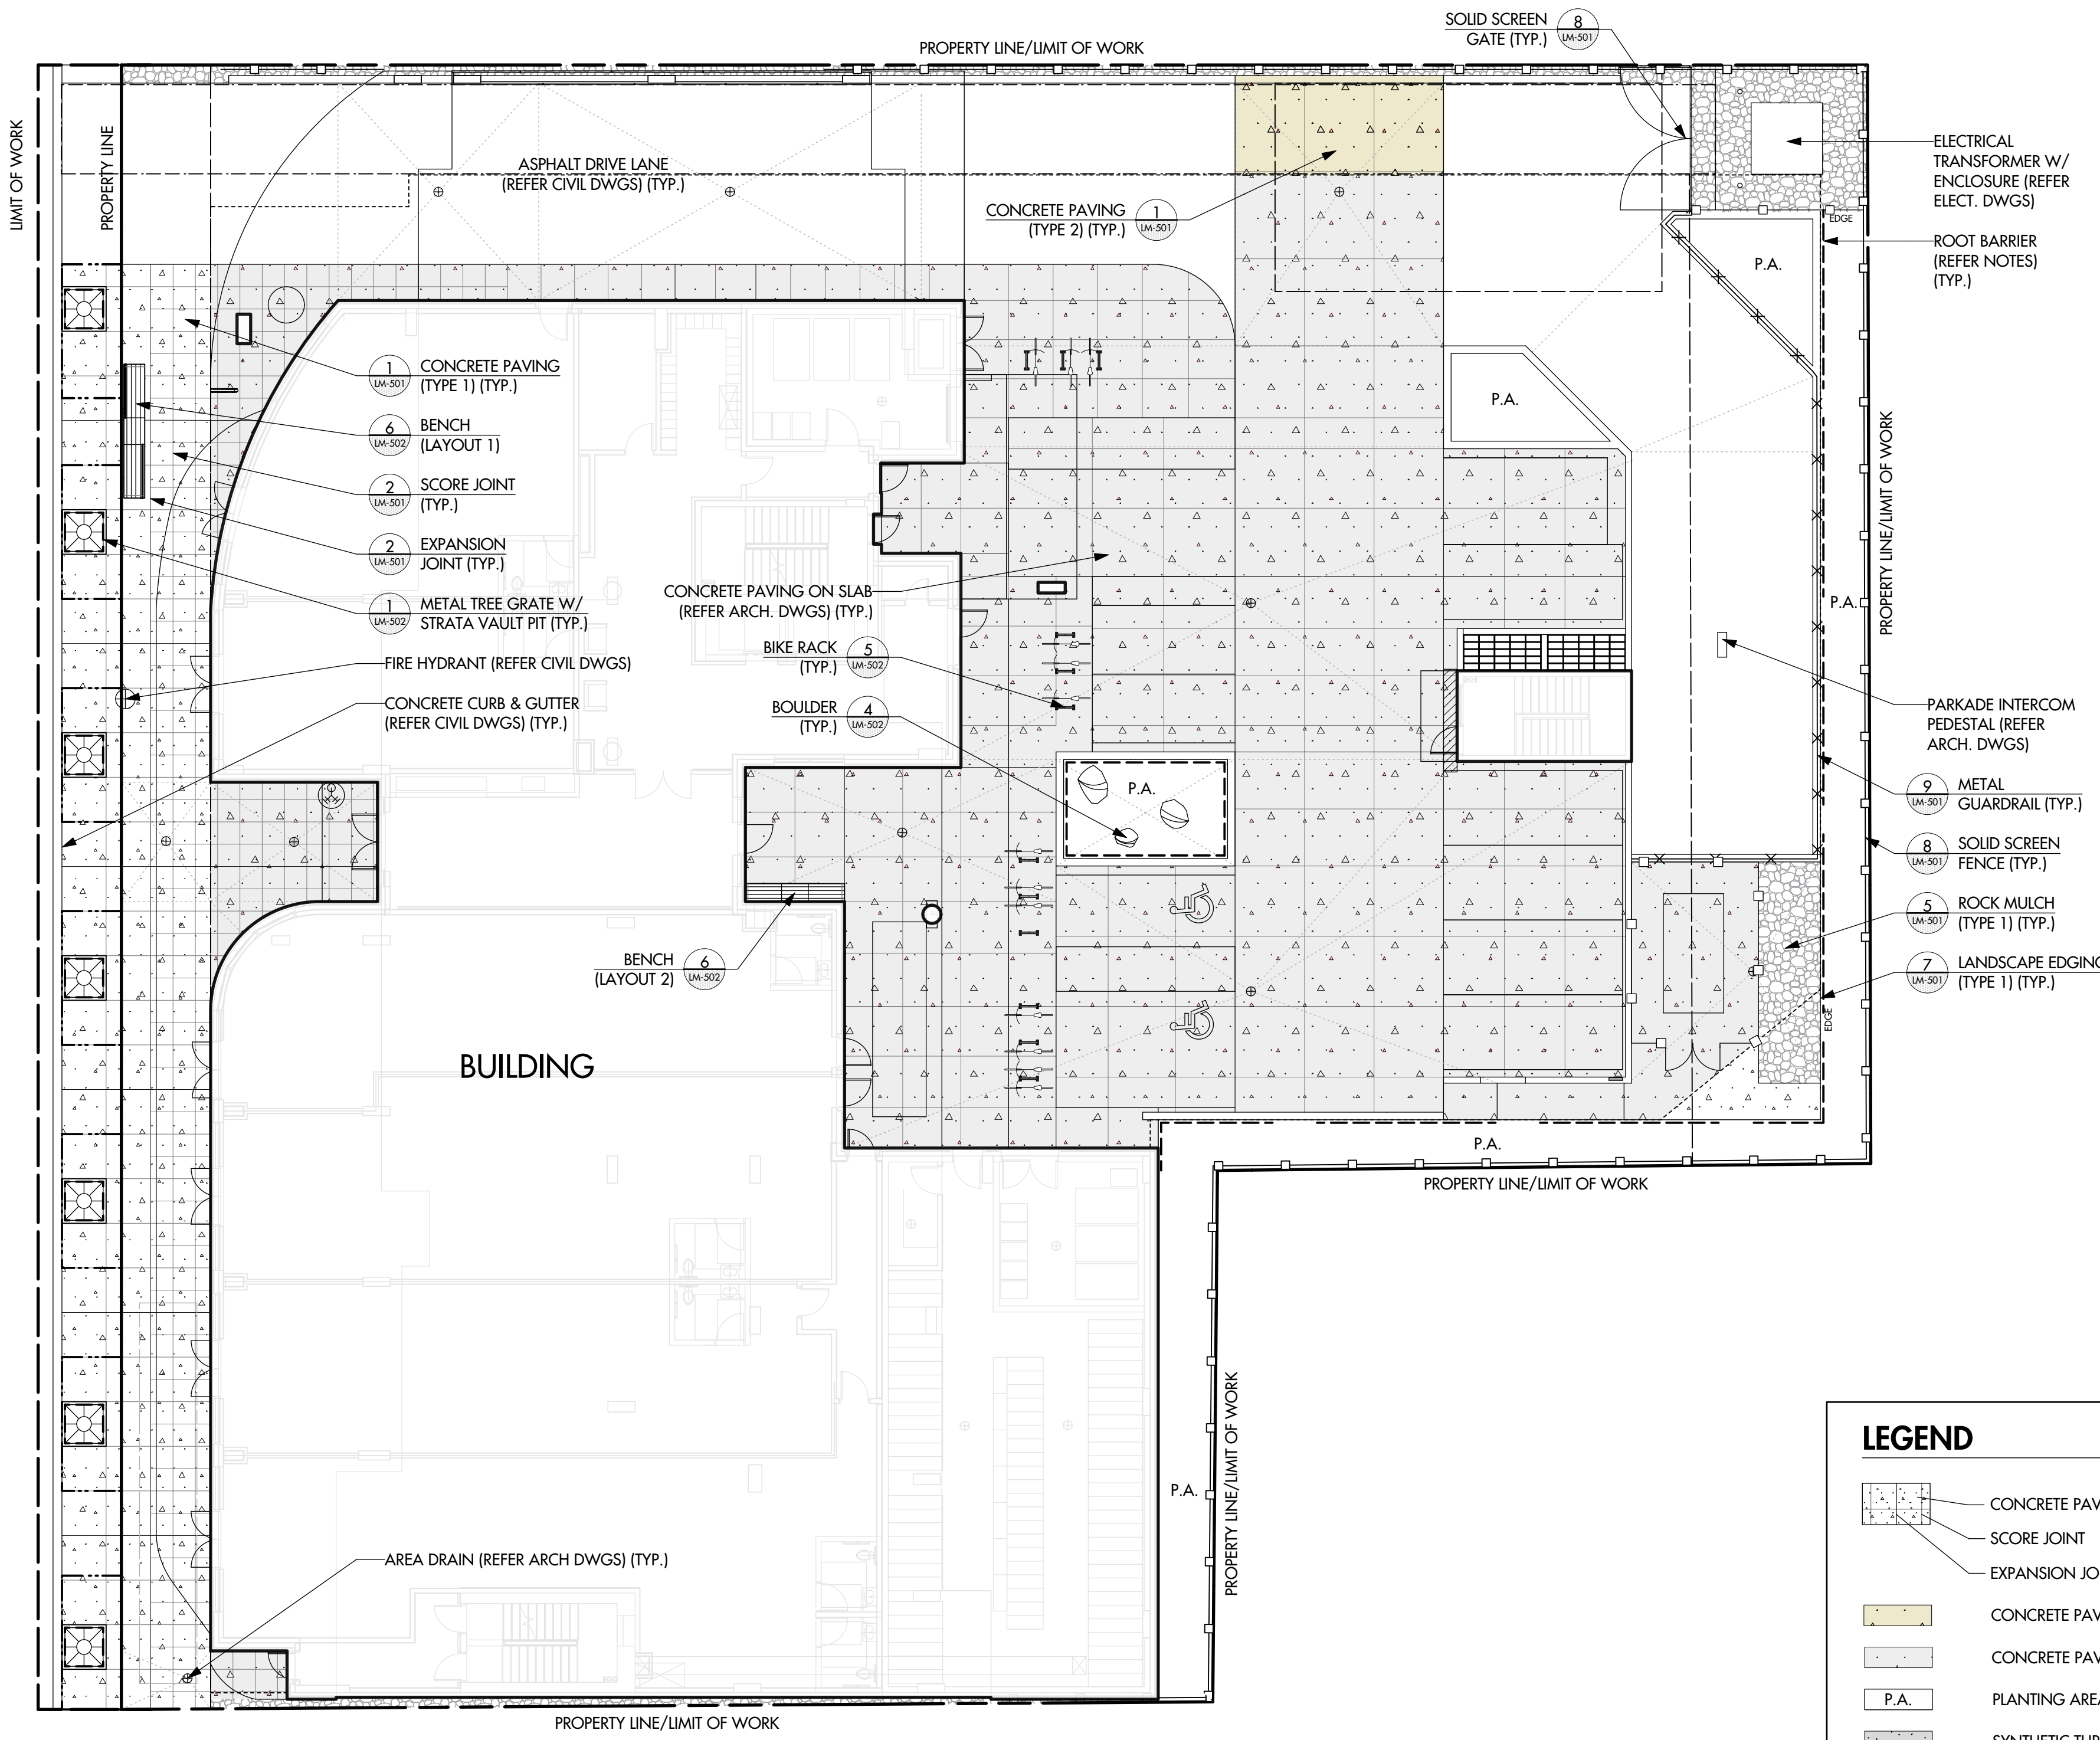 SOLID SCREEN
GATE (TYP.)
8
LM-501
PROPERTY LINE/LIMIT OF WORK
LIMIT OF WORK
PROPERTY LINE
ASPHALT DRIVE LANE
(REFER CIVIL DWGS) (TYP.)
CONCRETE PAVING
(TYPE 2) (TYP.)
1
LM-501
ELECTRICAL
TRANSFORMER W/
ENCLOSURE (REFER
ELECT. DWGS)
EDGE
ROOT BARRIER
(REFER NOTES)
(TYP.)
P.A.
1
LM-501
CONCRETE PAVING
(TYPE 1) (TYP.)
6
LM-502
BENCH
(LAYOUT 1)
2
LM-501
SCORE JOINT
(TYP.)
2
LM-501
EXPANSION
JOINT (TYP.)
1
LM-502
METAL TREE GRATE W/
STRATA VAULT PIT (TYP.)
FIRE HYDRANT (REFER CIVIL DWGS)
CONCRETE CURB & GUTTER
(REFER CIVIL DWGS) (TYP.)
P.A.
PROPERTY LINE/LIMIT OF WORK
P.A.
CONCRETE PAVING ON SLAB
(REFER ARCH. DWGS) (TYP.)
BIKE RACK
(TYP.)
5
LM-502
BOULDER
(TYP.)
4
LM-502
P.A.
PARKADE INTERCOM
PEDESTAL (REFER
ARCH. DWGS)
9
LM-501
METAL
GUARDRAIL (TYP.)
8
LM-501
SOLID SCREEN
FENCE (TYP.)
5
LM-501
ROCK MULCH
(TYPE 1) (TYP.)
7
LM-501
LANDSCAPE EDGING
(TYPE 1) (TYP.)
EDGE
BENCH
(LAYOUT 2)
6
LM-502
BUILDING
P.A.
PROPERTY LINE/LIMIT OF WORK
P.A.
PROPERTY LINE/LIMIT OF WORK
AREA DRAIN (REFER ARCH DWGS) (TYP.)
PROPERTY LINE/LIMIT OF WORK
LEGEND
CONCRETE PAV
SCORE JOINT
EXPANSION JO
CONCRETE PAV
CONCRETE PAV
P.A.
PLANTING AREA